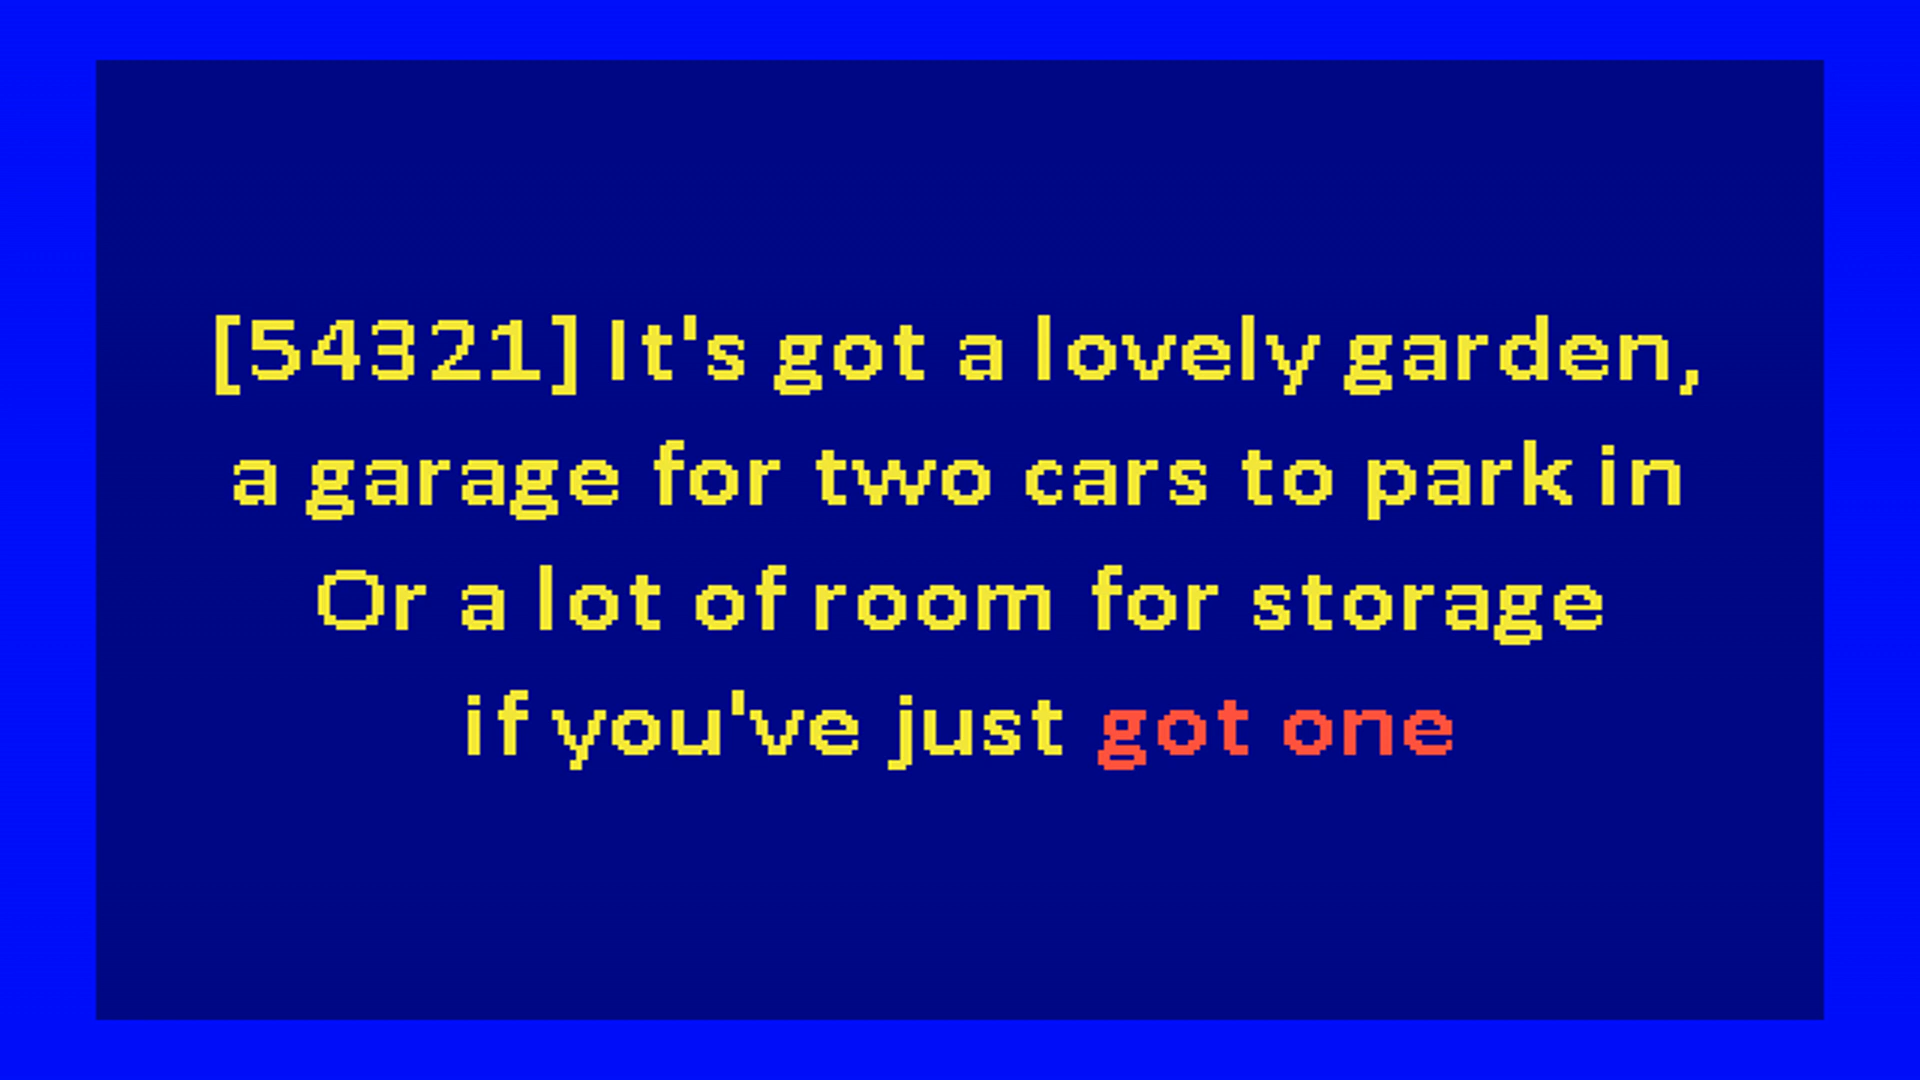 [54321] It's got a lovely garden,
a garage for two cars to park in
Or a lot of room for storage
if you've just got one